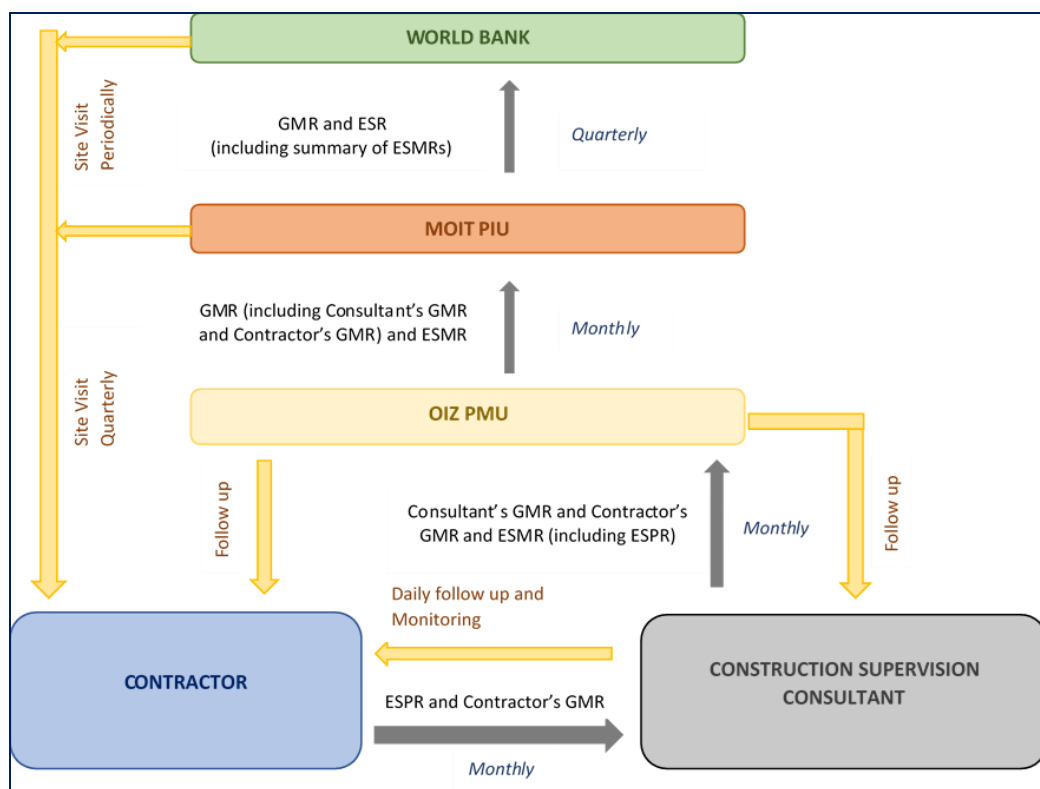 WORLD BANK
Site Visit
Periodically
GMR and ESR
(including summary of ESMRs)
Quarterly
MOIT PIU
GMR (including Consultant's GMR
and Contractor's GMR) and ESMR
Monthly
Site Visit
Quarterly
OIZ PMU
Follow up
Consultant's GMR and Contractor's
GMR and ESMR (including ESPR)
Monthly
Follow up
Daily follow up and
Monitoring
CONTRACTOR
CONSTRUCTION SUPERVISION
CONSULTANT
ESPR and Contractor's GMR
Monthly